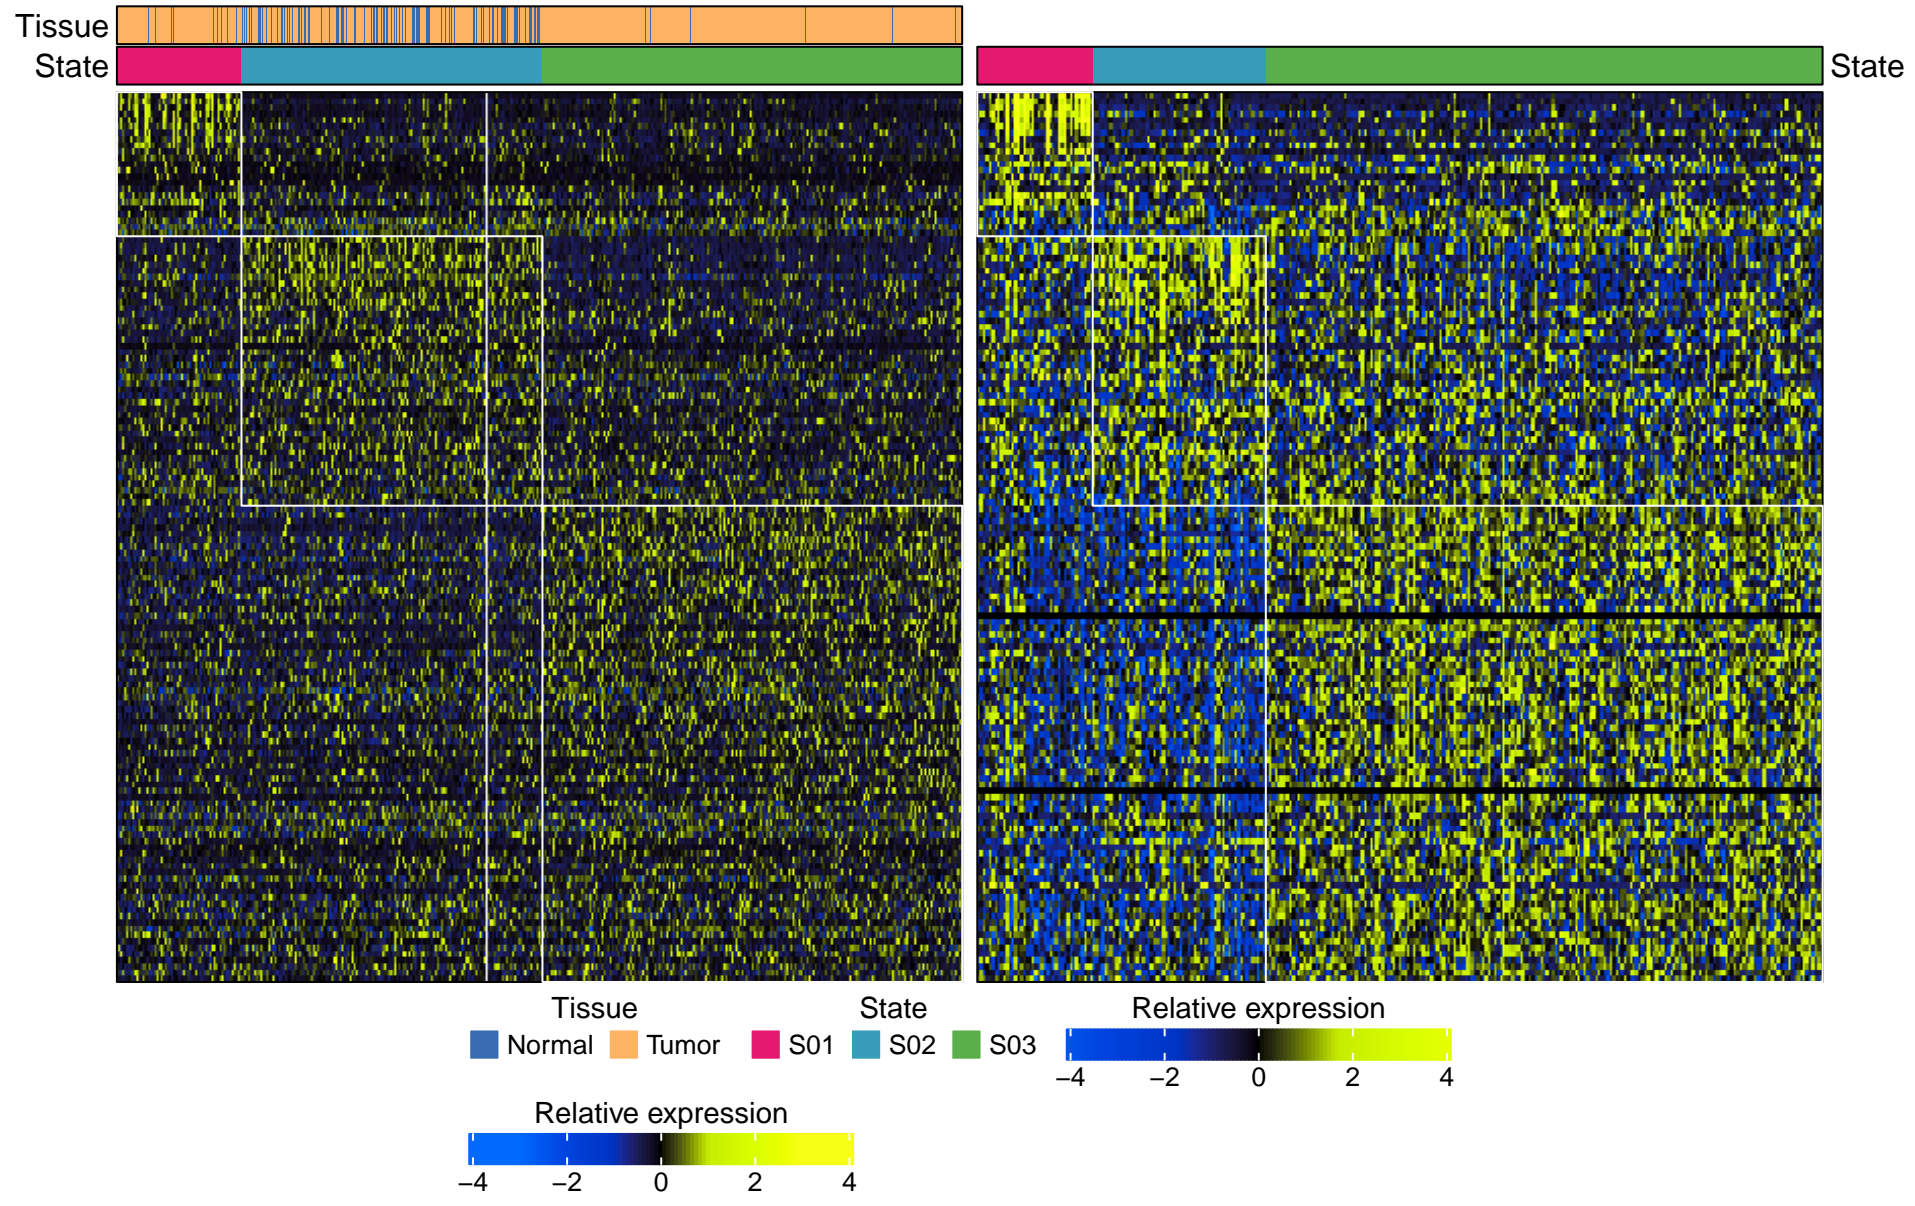 Tissue
State
State
Tissue
Normal Tumor
State
S01 S02 S03
Relative expression
−4 −2 0 2 4
Relative expression
−4 −2 0 2 4